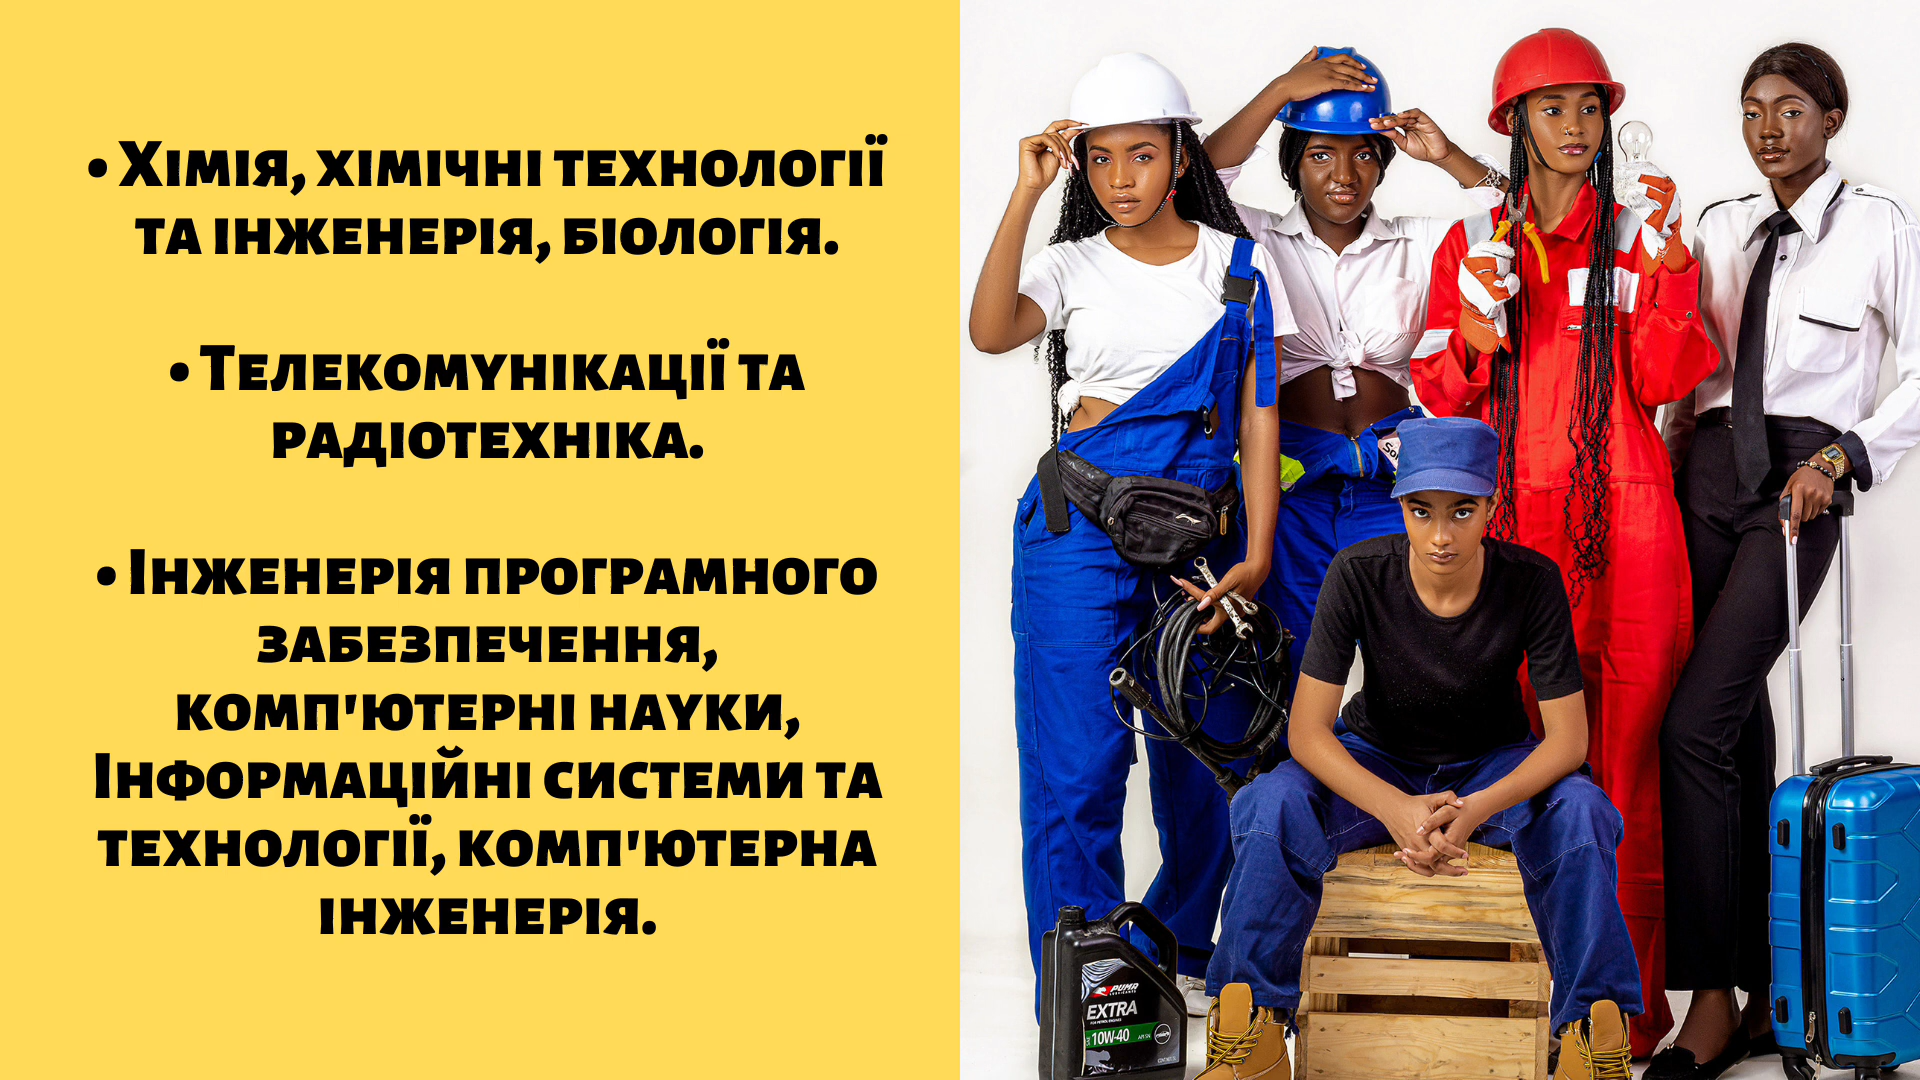 • Хімія, хімічні технології
та інженерія, біологія.
• Телекомунікації та
радіотехніка.
• Інженерія програмного
забезпечення,
комп'ютерні науки,
Інформаційні системи та
технології, комп'ютерна
інженерія.
PUMA
EXTRA
10W-40